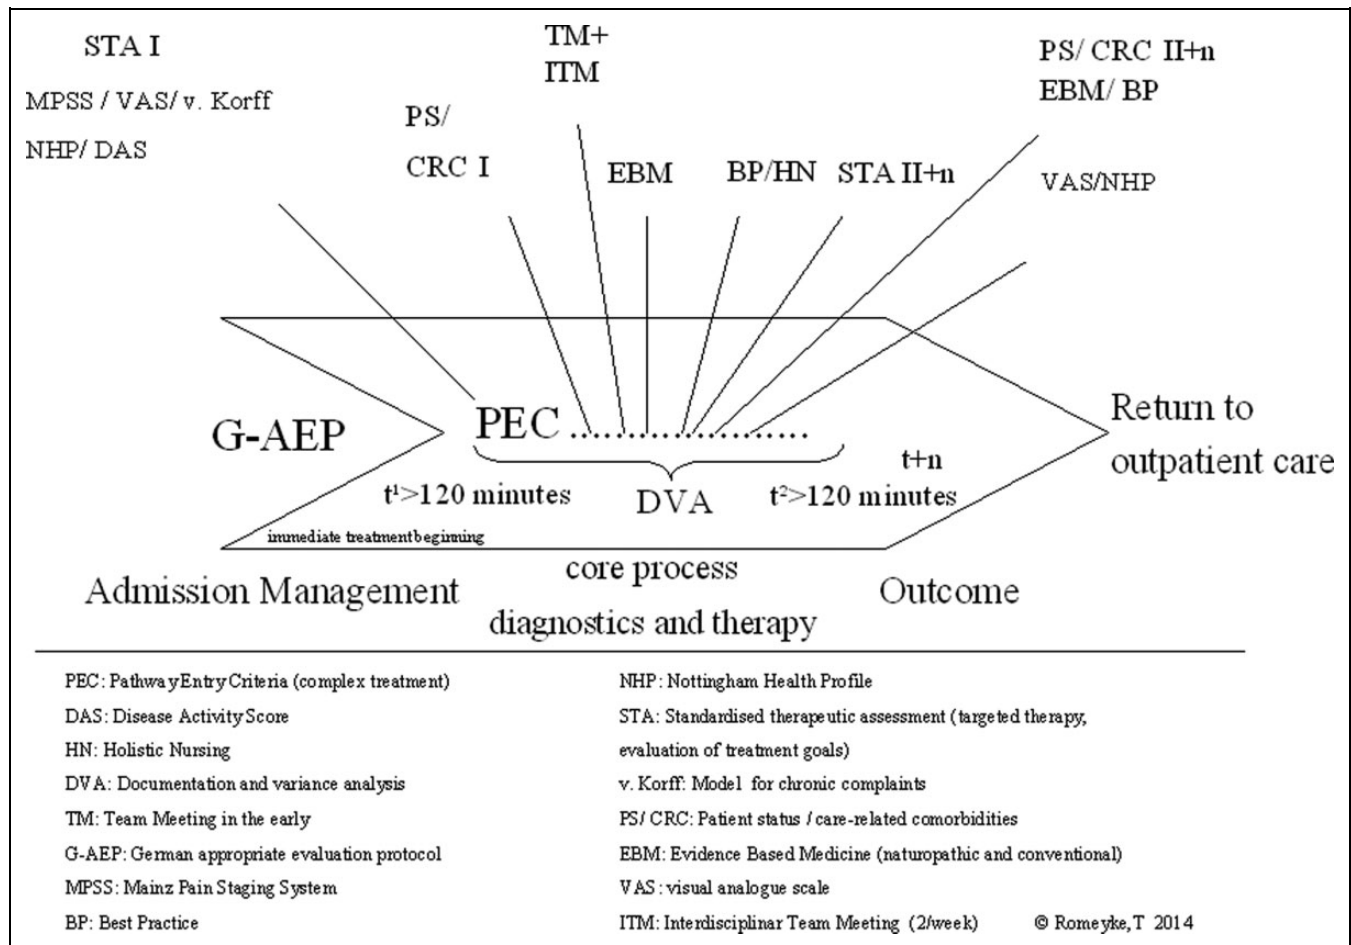 STA I
MPSS / VAS/ v. Korff
NHP/ DAS
PS/
CRC I
TM+
ITM
EBM
BP/HN
STA II+n
PS/ CRC II+n
EBM/ BP
VAS/NHP
G-AEP
PEC
Return to
outpatient care
t+n
t¹>120 minutes
DVA
t²>120 minutes
immediate treatment beginning
core process
Admission Management
Outcome
diagnostics and therapy
PEC: Pathway Entry Criteria (complex treatment)
DAS: Disease Activity Score
HN: Holistic Nursing
DVA: Documentation and variance analysis
TM: Team Meeting in the early
G-AEP: German appropriate evaluation protocol
MPSS: Mainz Pain Staging System
BP: Best Practice
NHP: Nottingham Health Profile
STA: Standardised therapeutic assessment (targeted therapy,
evaluation of treatment goals)
v. Korff: Model for chronic complaints
PS/ CRC: Patient status / care-related comorbidities
EBM: Evidence Based Medicine (naturopathic and conventional)
VAS: visual analogue scale
ITM: Interdisciplinar Team Meeting (2/week)
© Romeyke,T 2014